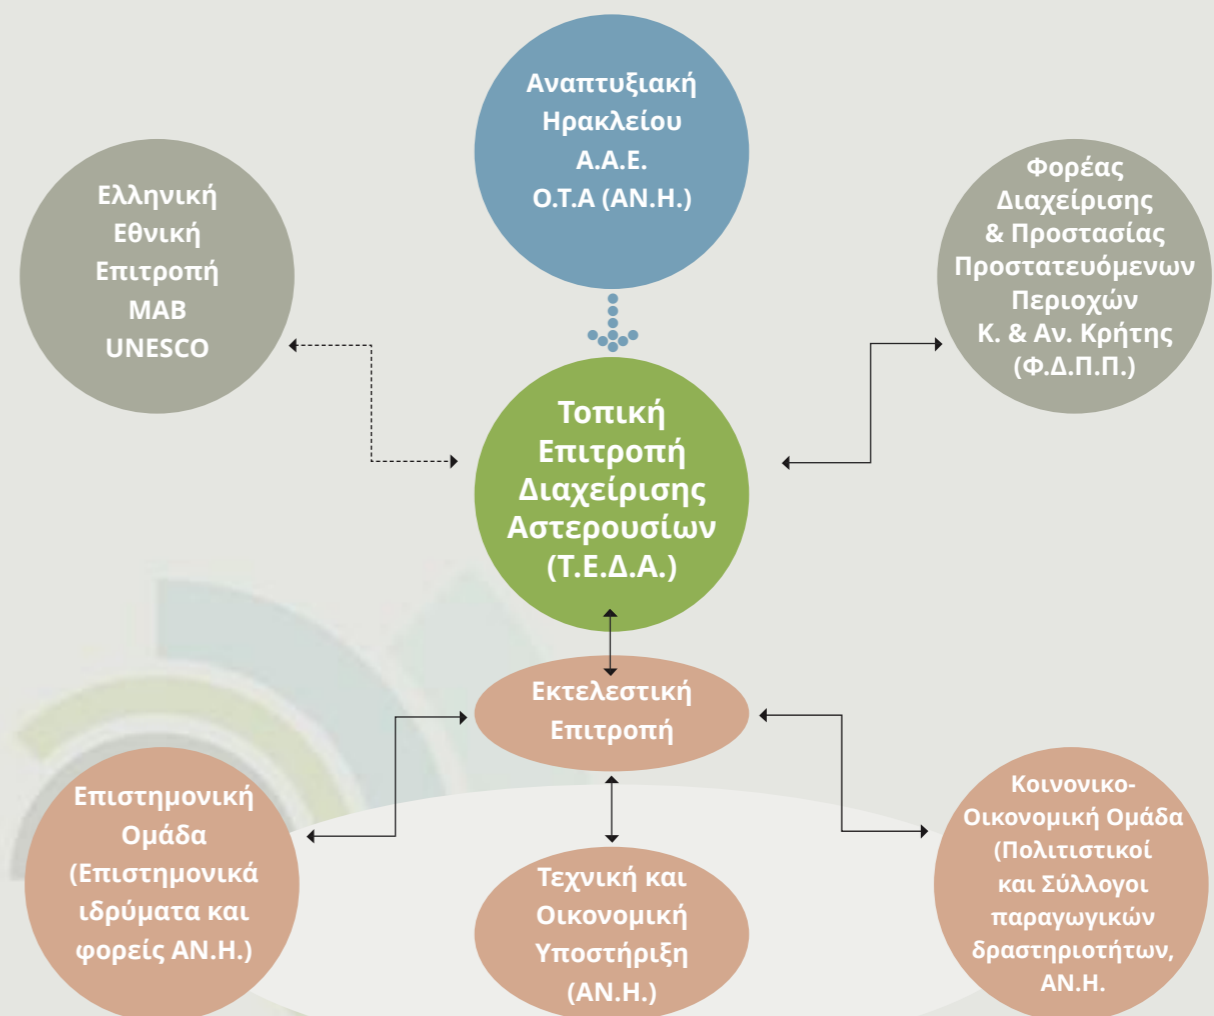 Αναπτυξιακή
Ηρακλείου
Α.Α.Ε.
Ο.Τ.Α (ΑΝ.Η.)
Ελληνική
Εθνική
Επιτροπή
MAB
UNESCO
Φορέας
Διαχείρισης
& Προστασίας
Προστατευόμενων
Περιοχών
Κ. & Αν. Κρήτης
(Φ.Δ.Π.Π.)
Τοπική
Επιτροπή
Διαχείρισης
Αστερουσίων
(Τ.Ε.Δ.Α.)
Εκτελεστική
Επιτροπή
Επιστημονική
Ομάδα
(Επιστημονικά
ιδρύματα και
φορείς ΑΝ.Η.)
Τεχνική και
Οικονομική
Υποστήριξη
(ΑΝ.Η.)
Κοινονικο-
Οικονομική Ομάδα
(Πολιτιστικοί
και Σύλλογοι
παραγωγικών
δραστηριοτήτων,
ΑΝ.Η.